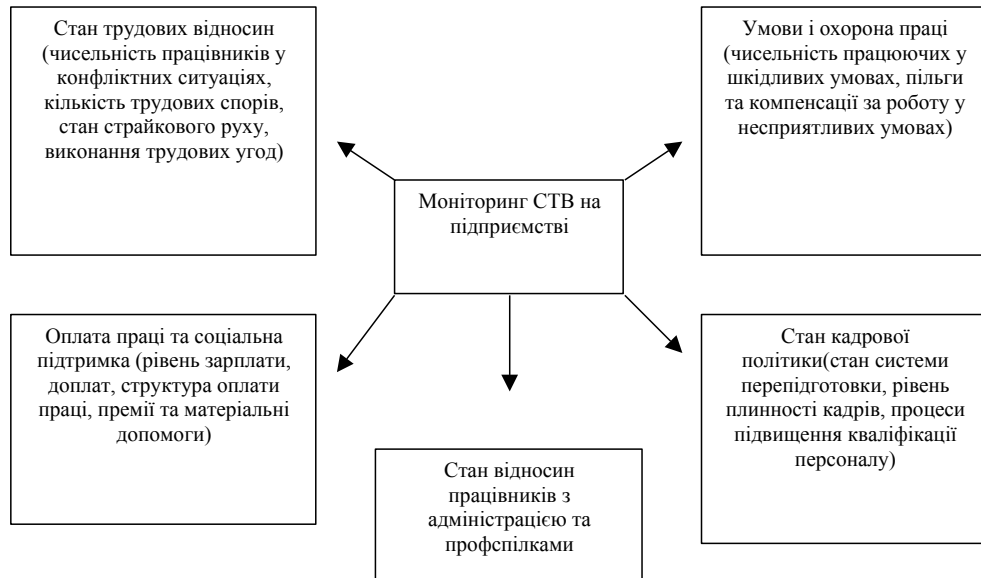 Стан трудових відносин
(чисельність працівників у
конфліктних ситуаціях,
кількість трудових спорів,
стан страйкового руху,
виконання трудових угод)
Умови і охорона праці
(чисельність працюючих у
шкідливих умовах, пільги
та компенсації за роботу у
несприятливих умовах)
Моніторинг СТВ на
підприємстві
Оплата праці та соціальна
підтримка (рівень зарплати,
доплат, структура оплати
праці, премії та матеріальні
допомоги)
Стан кадрової
політики(стан системи
перепідготовки, рівень
плинності кадрів, процеси
підвищення кваліфікації
персоналу)
Стан відносин
працівників з
адміністрацією та
профспілками